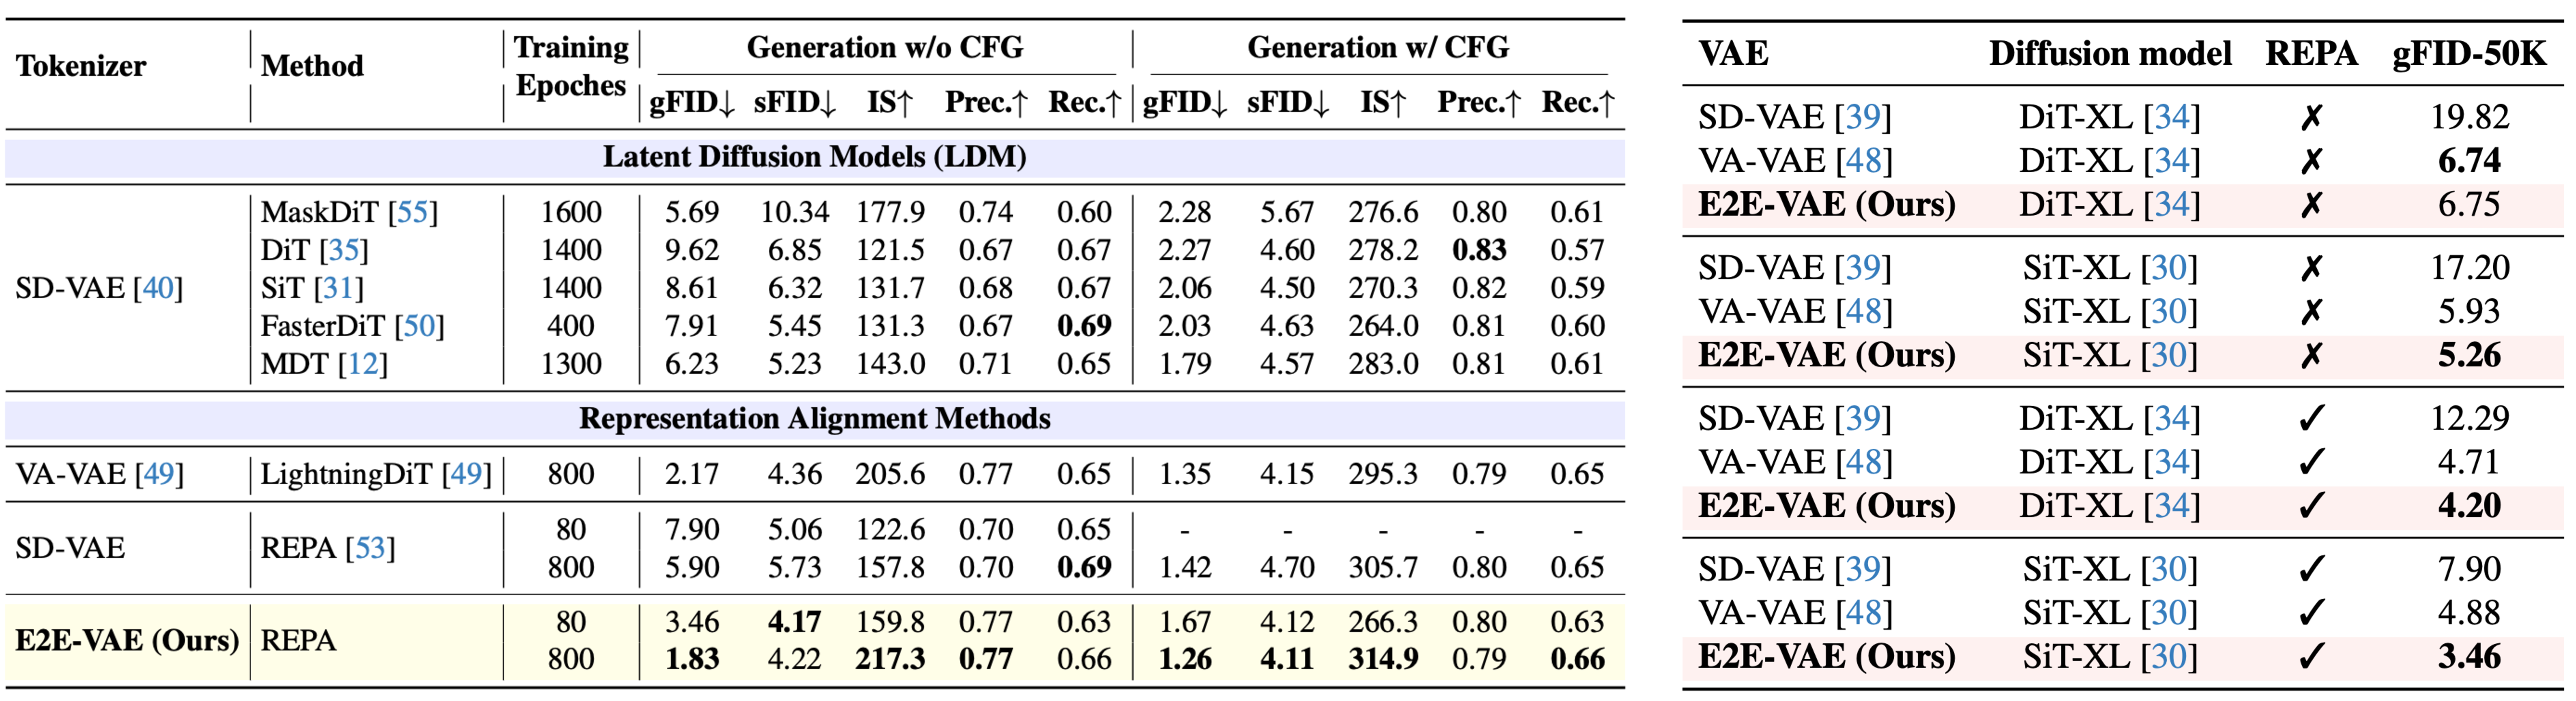 Tokenizer Method Training Epoches Generation w/o CFG Generation w/ CFG
gFID↓ sFID↓ IS↑ Prec.↑ Rec.↑ gFID↓ sFID↓ IS↑ Prec.↑ Rec.↑
Latent Diffusion Models (LDM)
MaskDiT [55] 1600 5.69 10.34 177.9 0.74 0.60 2.28 5.67 276.6 0.80 0.61
DiT [35] 1400 9.62 6.85 121.5 0.67 0.67 2.27 4.60 278.2 0.83 0.57
SD-VAE [40] SiT [31] 1400 8.61 6.32 131.7 0.68 0.67 2.06 4.50 270.3 0.82 0.59
FasterDiT [50] 400 7.91 5.45 131.3 0.67 0.69 2.03 4.63 264.0 0.81 0.60
MDT [12] 1300 6.23 5.23 143.0 0.71 0.65 1.79 4.57 283.0 0.81 0.61
Representation Alignment Methods
VA-VAE [49] LightningDiT [49] 800 2.17 4.36 205.6 0.77 0.65 1.35 4.15 295.3 0.79 0.65
SD-VAE REPA [53] 80 7.90 5.06 122.6 0.70 0.65 - - - - -
800 5.90 5.73 157.8 0.70 0.69 1.42 4.70 305.7 0.80 0.65
E2E-VAE (Ours) REPA 80 3.46 4.17 159.8 0.77 0.63 1.67 4.12 266.3 0.80 0.63
800 1.83 4.22 217.3 0.77 0.66 1.26 4.11 314.9 0.79 0.66
VAE Diffusion model REPA gFID-50K
SD-VAE [39] DiT-XL [34] ✗ 19.82
VA-VAE [48] DiT-XL [34] ✗ 6.74
E2E-VAE (Ours) DiT-XL [34] ✗ 6.75
SD-VAE [39] SiT-XL [30] ✗ 17.20
VA-VAE [48] SiT-XL [30] ✗ 5.93
E2E-VAE (Ours) SiT-XL [30] ✗ 5.26
SD-VAE [39] DiT-XL [34] ✓ 12.29
VA-VAE [48] DiT-XL [34] ✓ 4.71
E2E-VAE (Ours) DiT-XL [34] ✓ 4.20
SD-VAE [39] SiT-XL [30] ✓ 7.90
VA-VAE [48] SiT-XL [30] ✓ 4.88
E2E-VAE (Ours) SiT-XL [30] ✓ 3.46